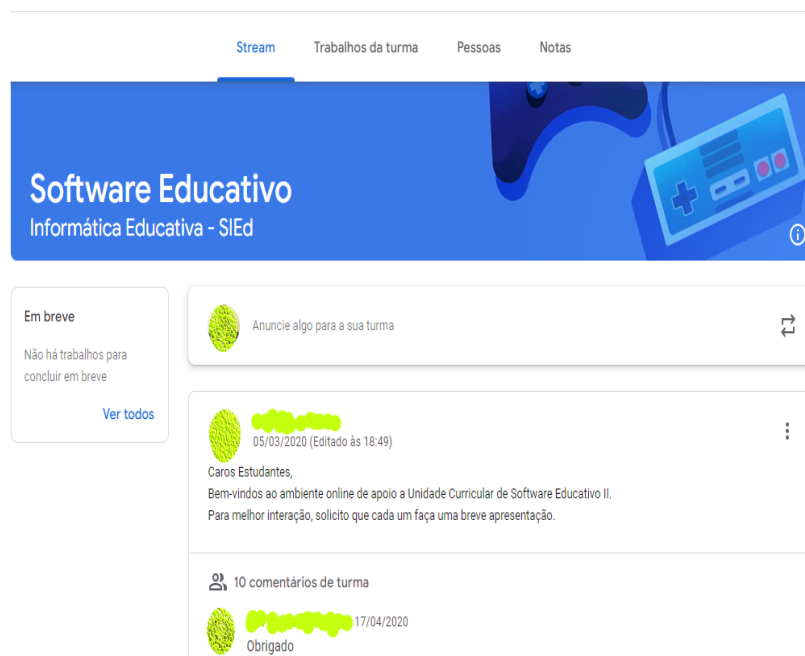 Stream Trabalhos da turma Pessoas Notas
Software Educativo
Informática Educativa - SIEd
Em breve
Não há trabalhos para
concluir em breve
Ver todos
Anuncie algo para a sua turma
05/03/2020 (Editado às 18:49)
Caros Estudantes,
Bem-vindos ao ambiente online de apoio a Unidade Curricular de Software Educativo II.
Para melhor interação, solicito que cada um faça uma breve apresentação.
10 comentários de turma
17/04/2020
Obrigado